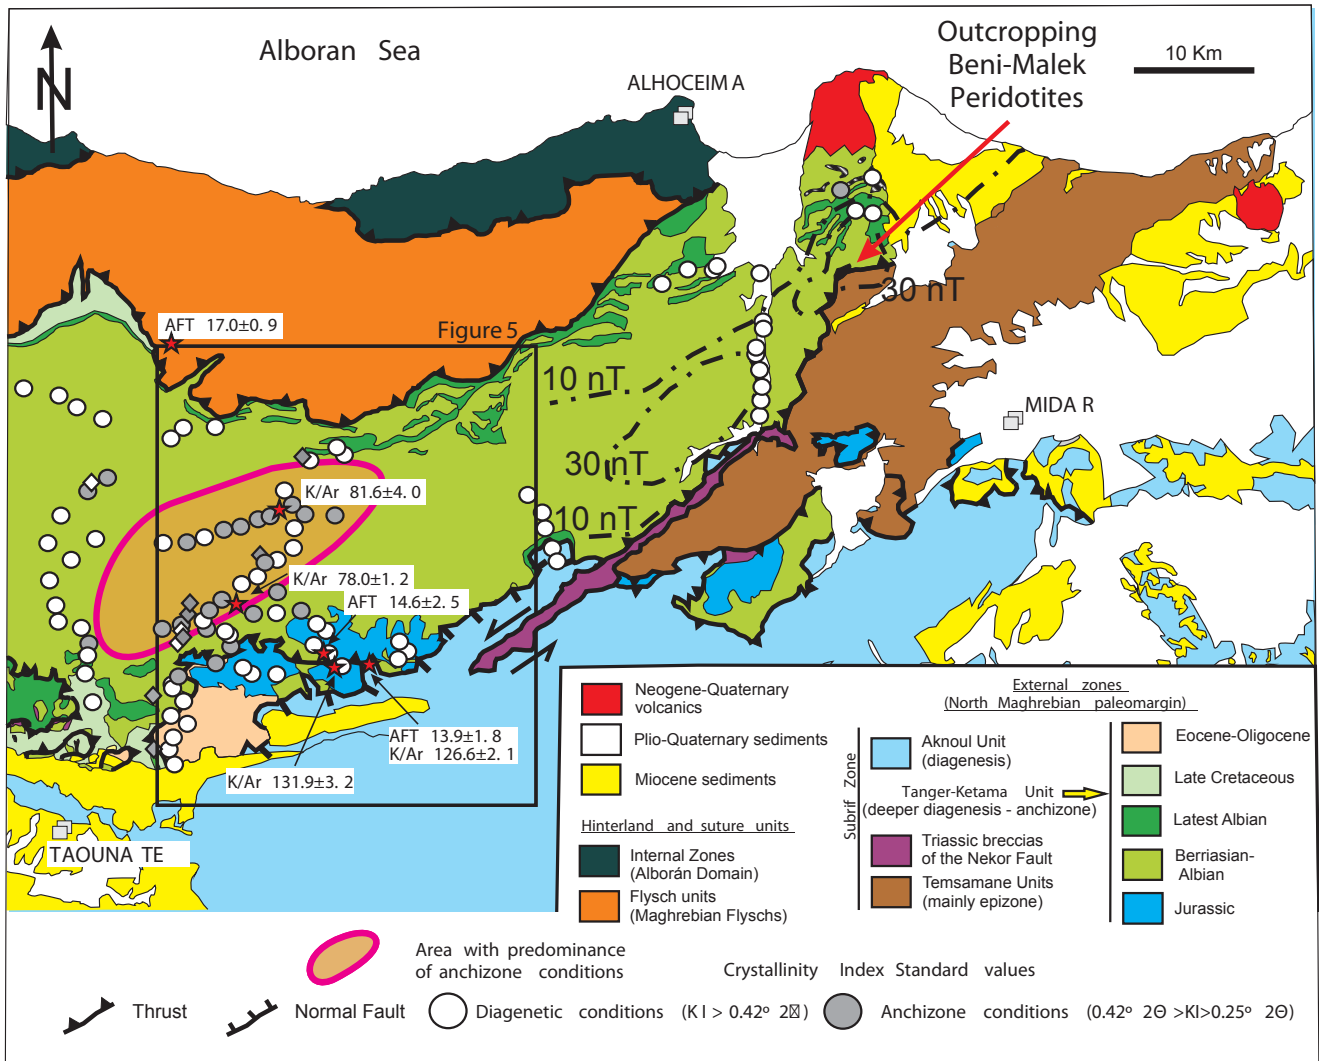 Alboran Sea
N
ALHOCEIM A
Outcropping
Beni-Malek
Peridotites
10 Km
30 nT
AFT 17.0±0. 9
Figure 5
10 nT
MIDA R
30 nT
K/Ar 81.6±4. 0
10 nT
K/Ar 78.0±1. 2
AFT 14.6±2. 5
AFT 13.9±1. 8
K/Ar 126.6±2. 1
K/Ar 131.9±3. 2
TAOUNA TE
Neogene-Quaternary
volcanics
Plio-Quaternary sediments
Miocene sediments
Hinterland and suture units
Internal Zones
(Alborán Domain)
Flysch units
(Maghrebian Flyschs)
External zones
(North Maghrebian paleomargin)
Subrif Zone
Aknoul Unit
(diagenesis)
Tanger-Ketama Unit
(deeper diagenesis - anchizone)
Triassic breccias
of the Nekor Fault
Temsamane Units
(mainly epizone)
Eocene-Oligocene
Late Cretaceous
Latest Albian
Berriasian-
Albian
Jurassic
Area with predominance
of anchizone conditions
Crystallinity Index Standard values
Thrust
Normal Fault
Diagenetic conditions (K I > 0.42º 2)
Anchizone conditions (0.42º 2Θ >KI>0.25º 2Θ)